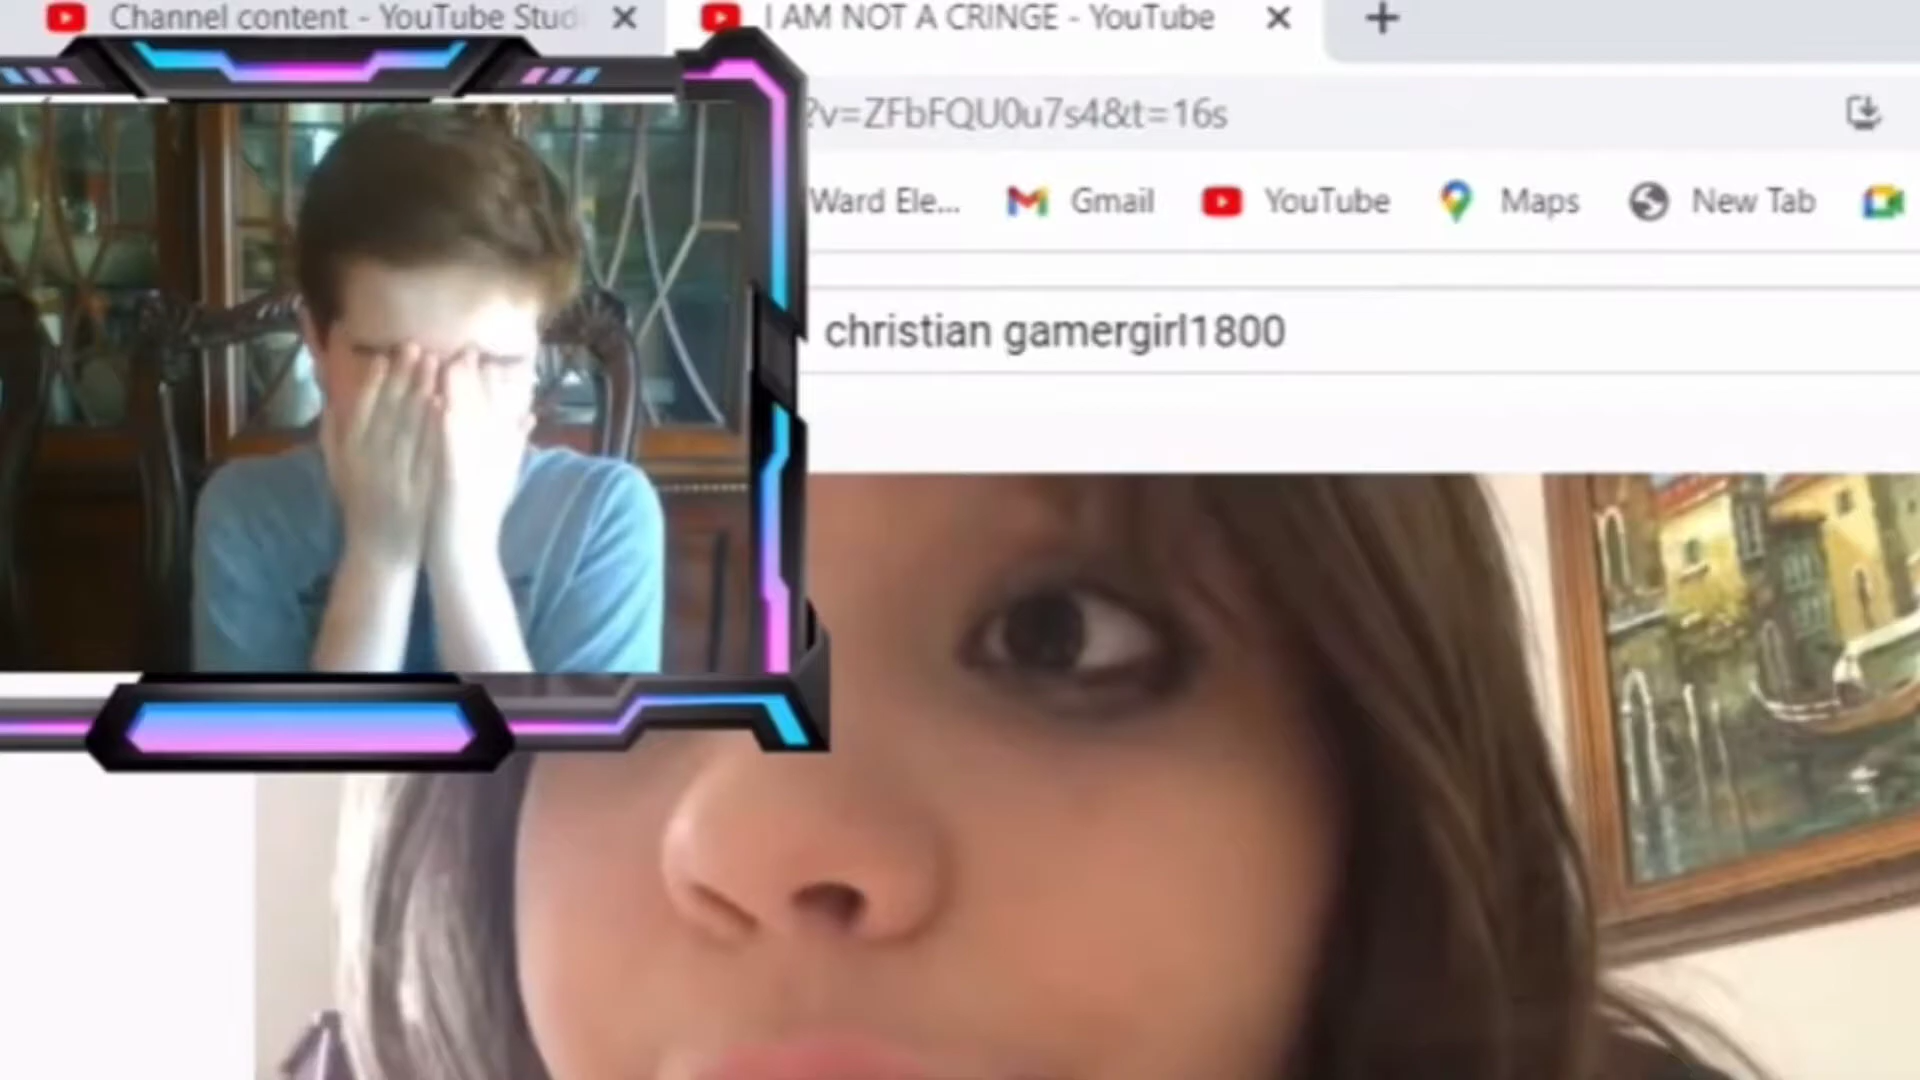 Channel content - YouTube Stud
I AM NOT A CRINGE - YouTube
?v=ZFbFQU0u7s4&t=16s
Ward Ele... Gmail YouTube Maps New Tab
christian gamergirl1800